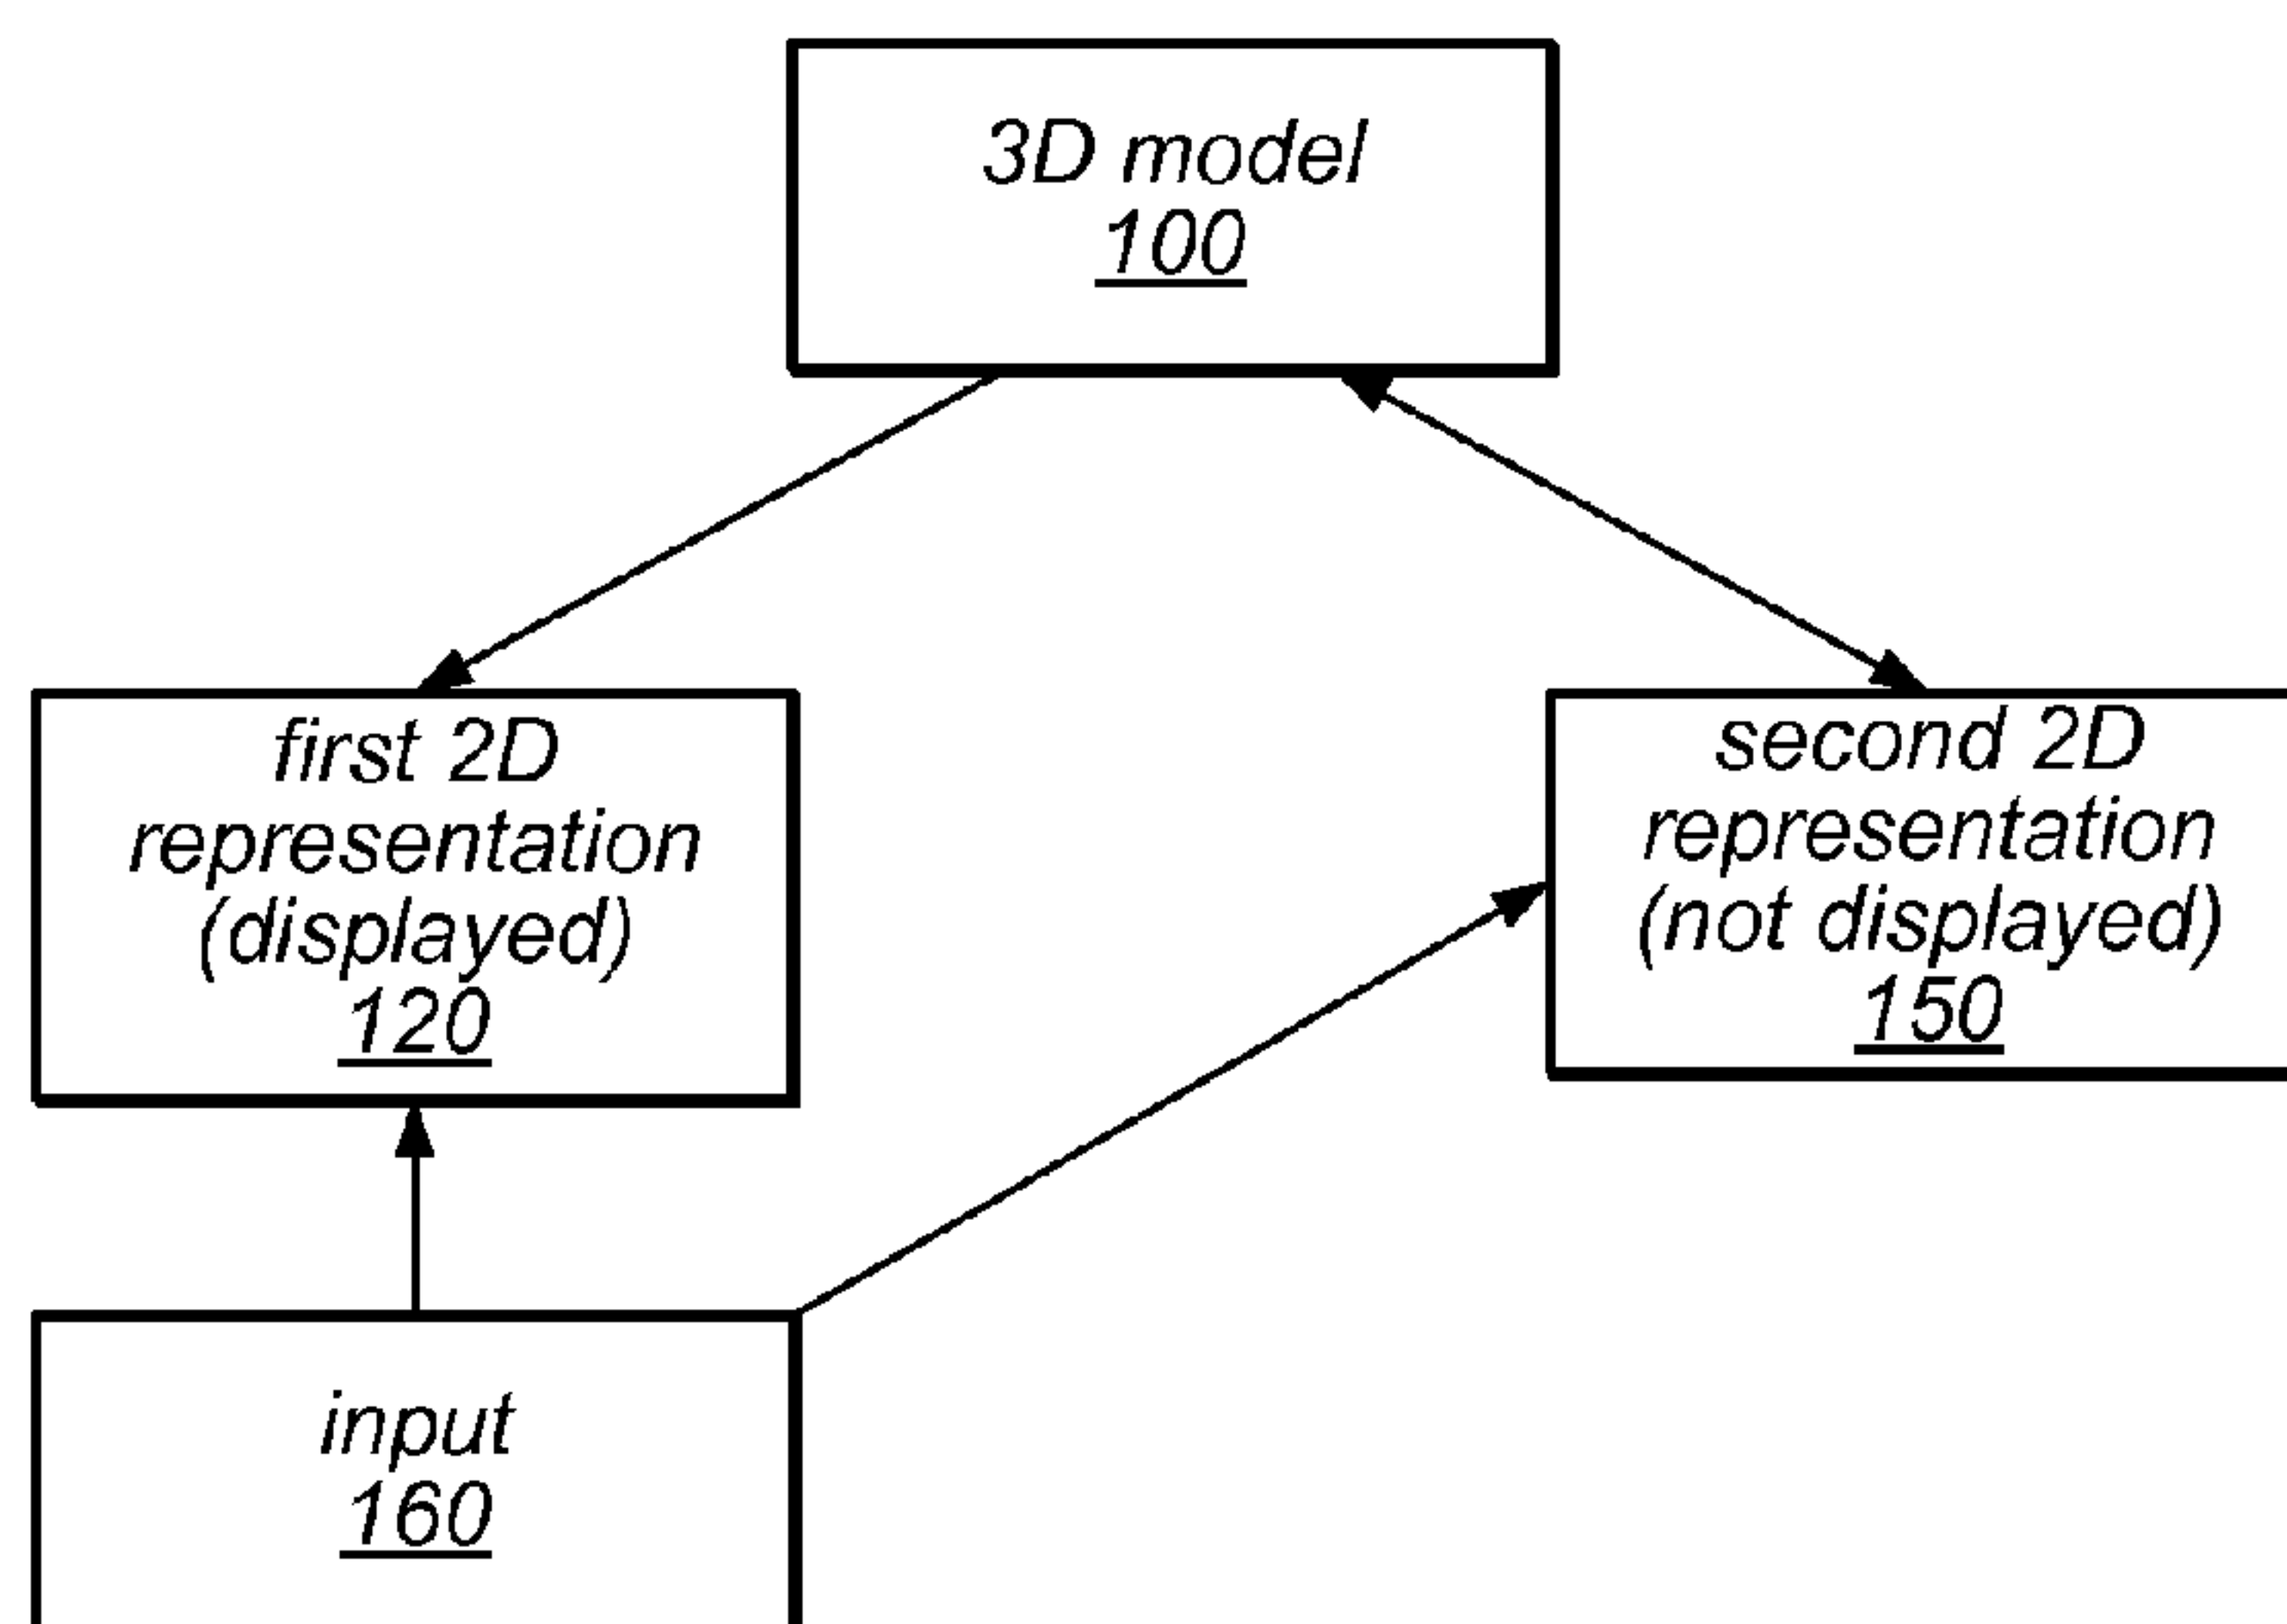 3D model
100
first 2D
representation
(displayed)
120
second 2D
representation
(not displayed)
150
input
160